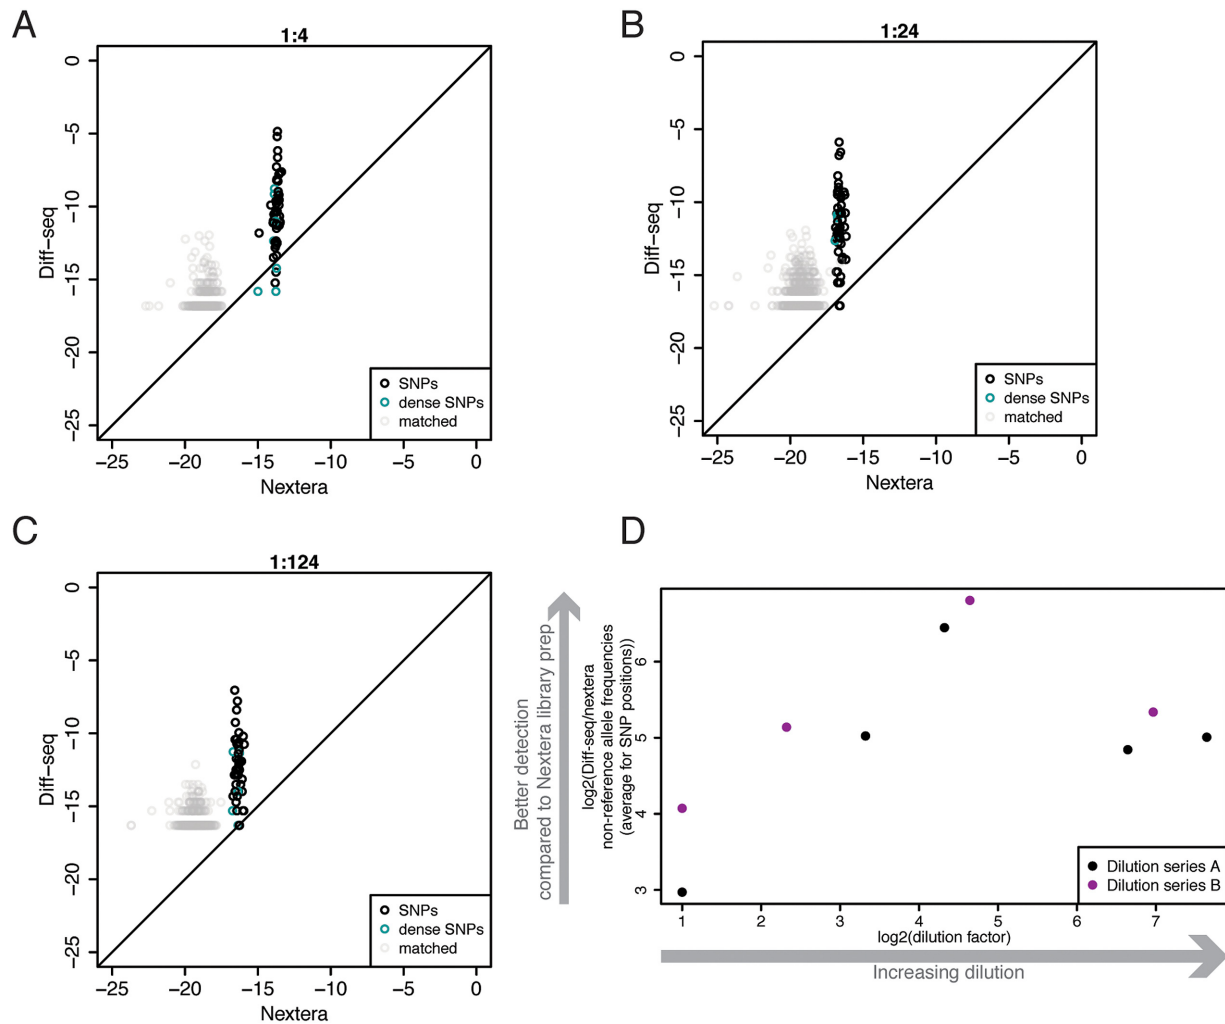 A
1:4
0
−5
−10
−15
−20
−25
Diff−seq
SNPs
dense SNPs
matched
−25 −20 −15 −10 −5 0
Nextera
B
1:24
0
−5
−10
−15
−20
−25
Diff−seq
SNPs
dense SNPs
matched
−25 −20 −15 −10 −5 0
Nextera
C
1:124
0
−5
−10
−15
−20
−25
Diff−seq
SNPs
dense SNPs
matched
−25 −20 −15 −10 −5 0
Nextera
D
Better detection
compared to Nextera library prep
log2(Diff-seq/nextera
non-reference allele frequencies
(average for SNP positions))
6
5
4
3
Dilution series A
Dilution series B
1 2 3 4 5 6 7
log2(dilution factor)
Increasing dilution